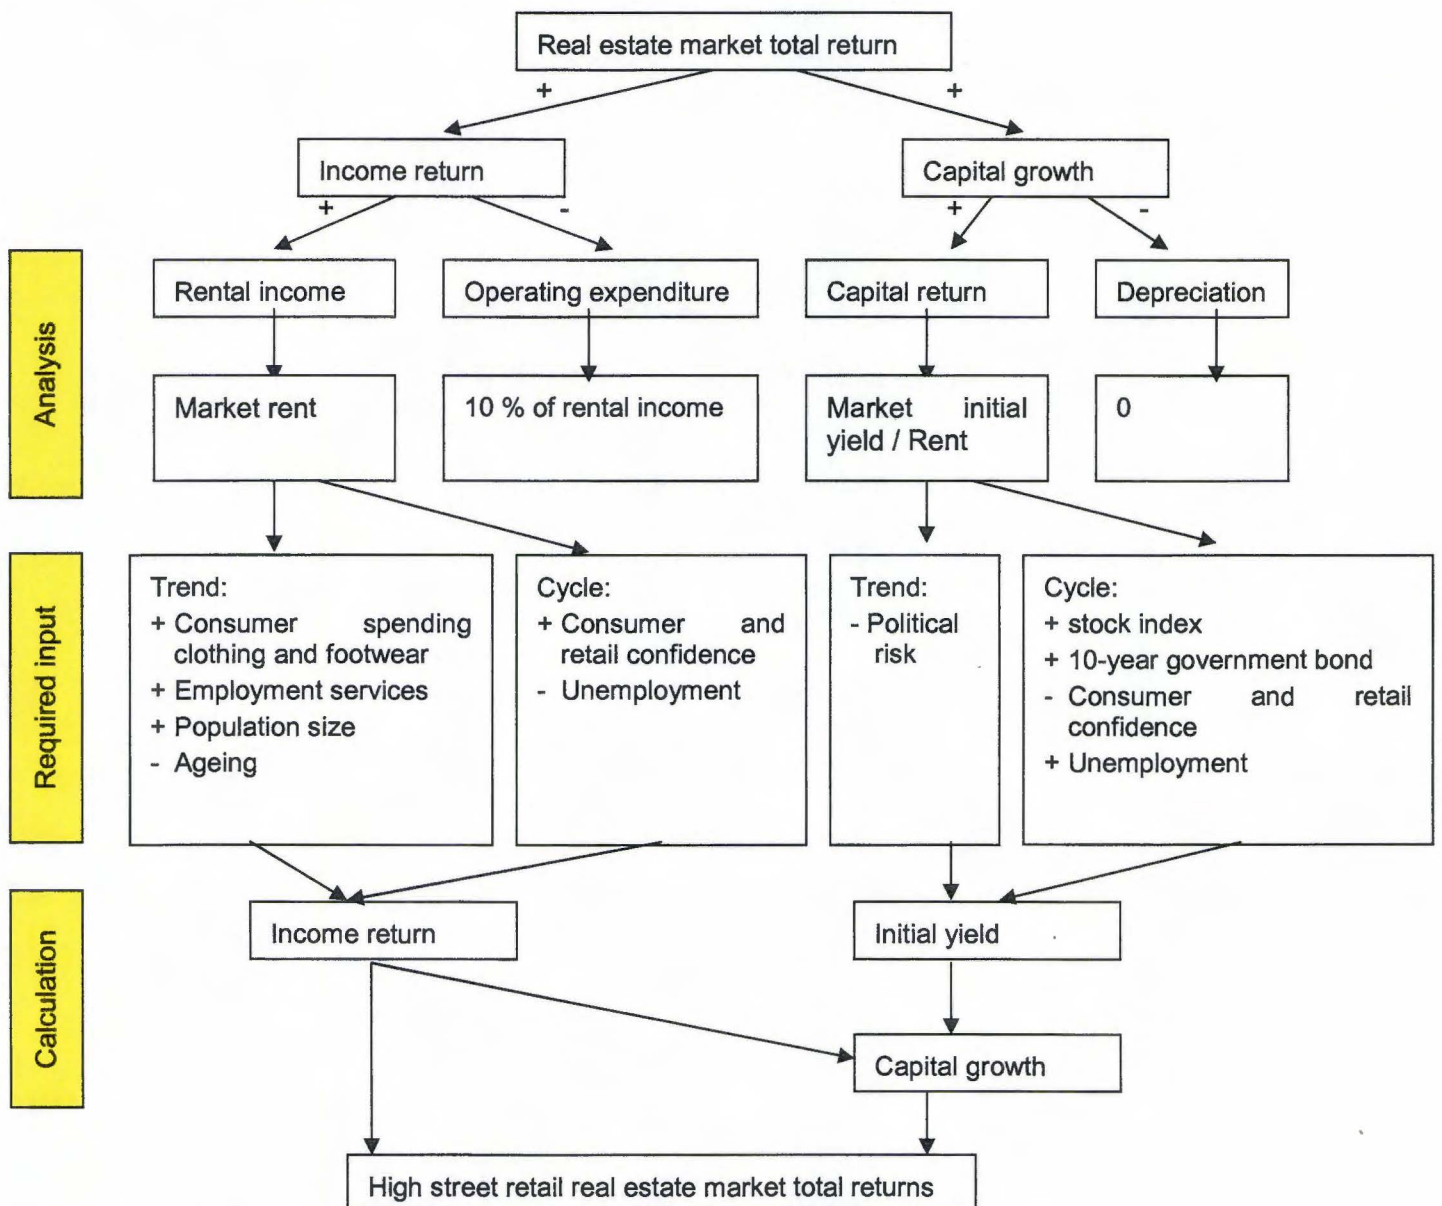 Real estate market total return
+
+
Income return
Capital growth
+
-
+
-
Analysis
Rental income
Operating expenditure
Capital return
Depreciation
Market rent
10 % of rental income
Market initial
yield / Rent
0
Required input
Trend:
+ Consumer spending
clothing and footwear
+ Employment services
+ Population size
- Ageing
Cycle:
+ Consumer and
retail confidence
- Unemployment
Trend:
- Political
risk
Cycle:
+ stock index
+ 10-year government bond
- Consumer and retail
confidence
+ Unemployment
Calculation
Income return
Initial yield
Capital growth
High street retail real estate market total returns